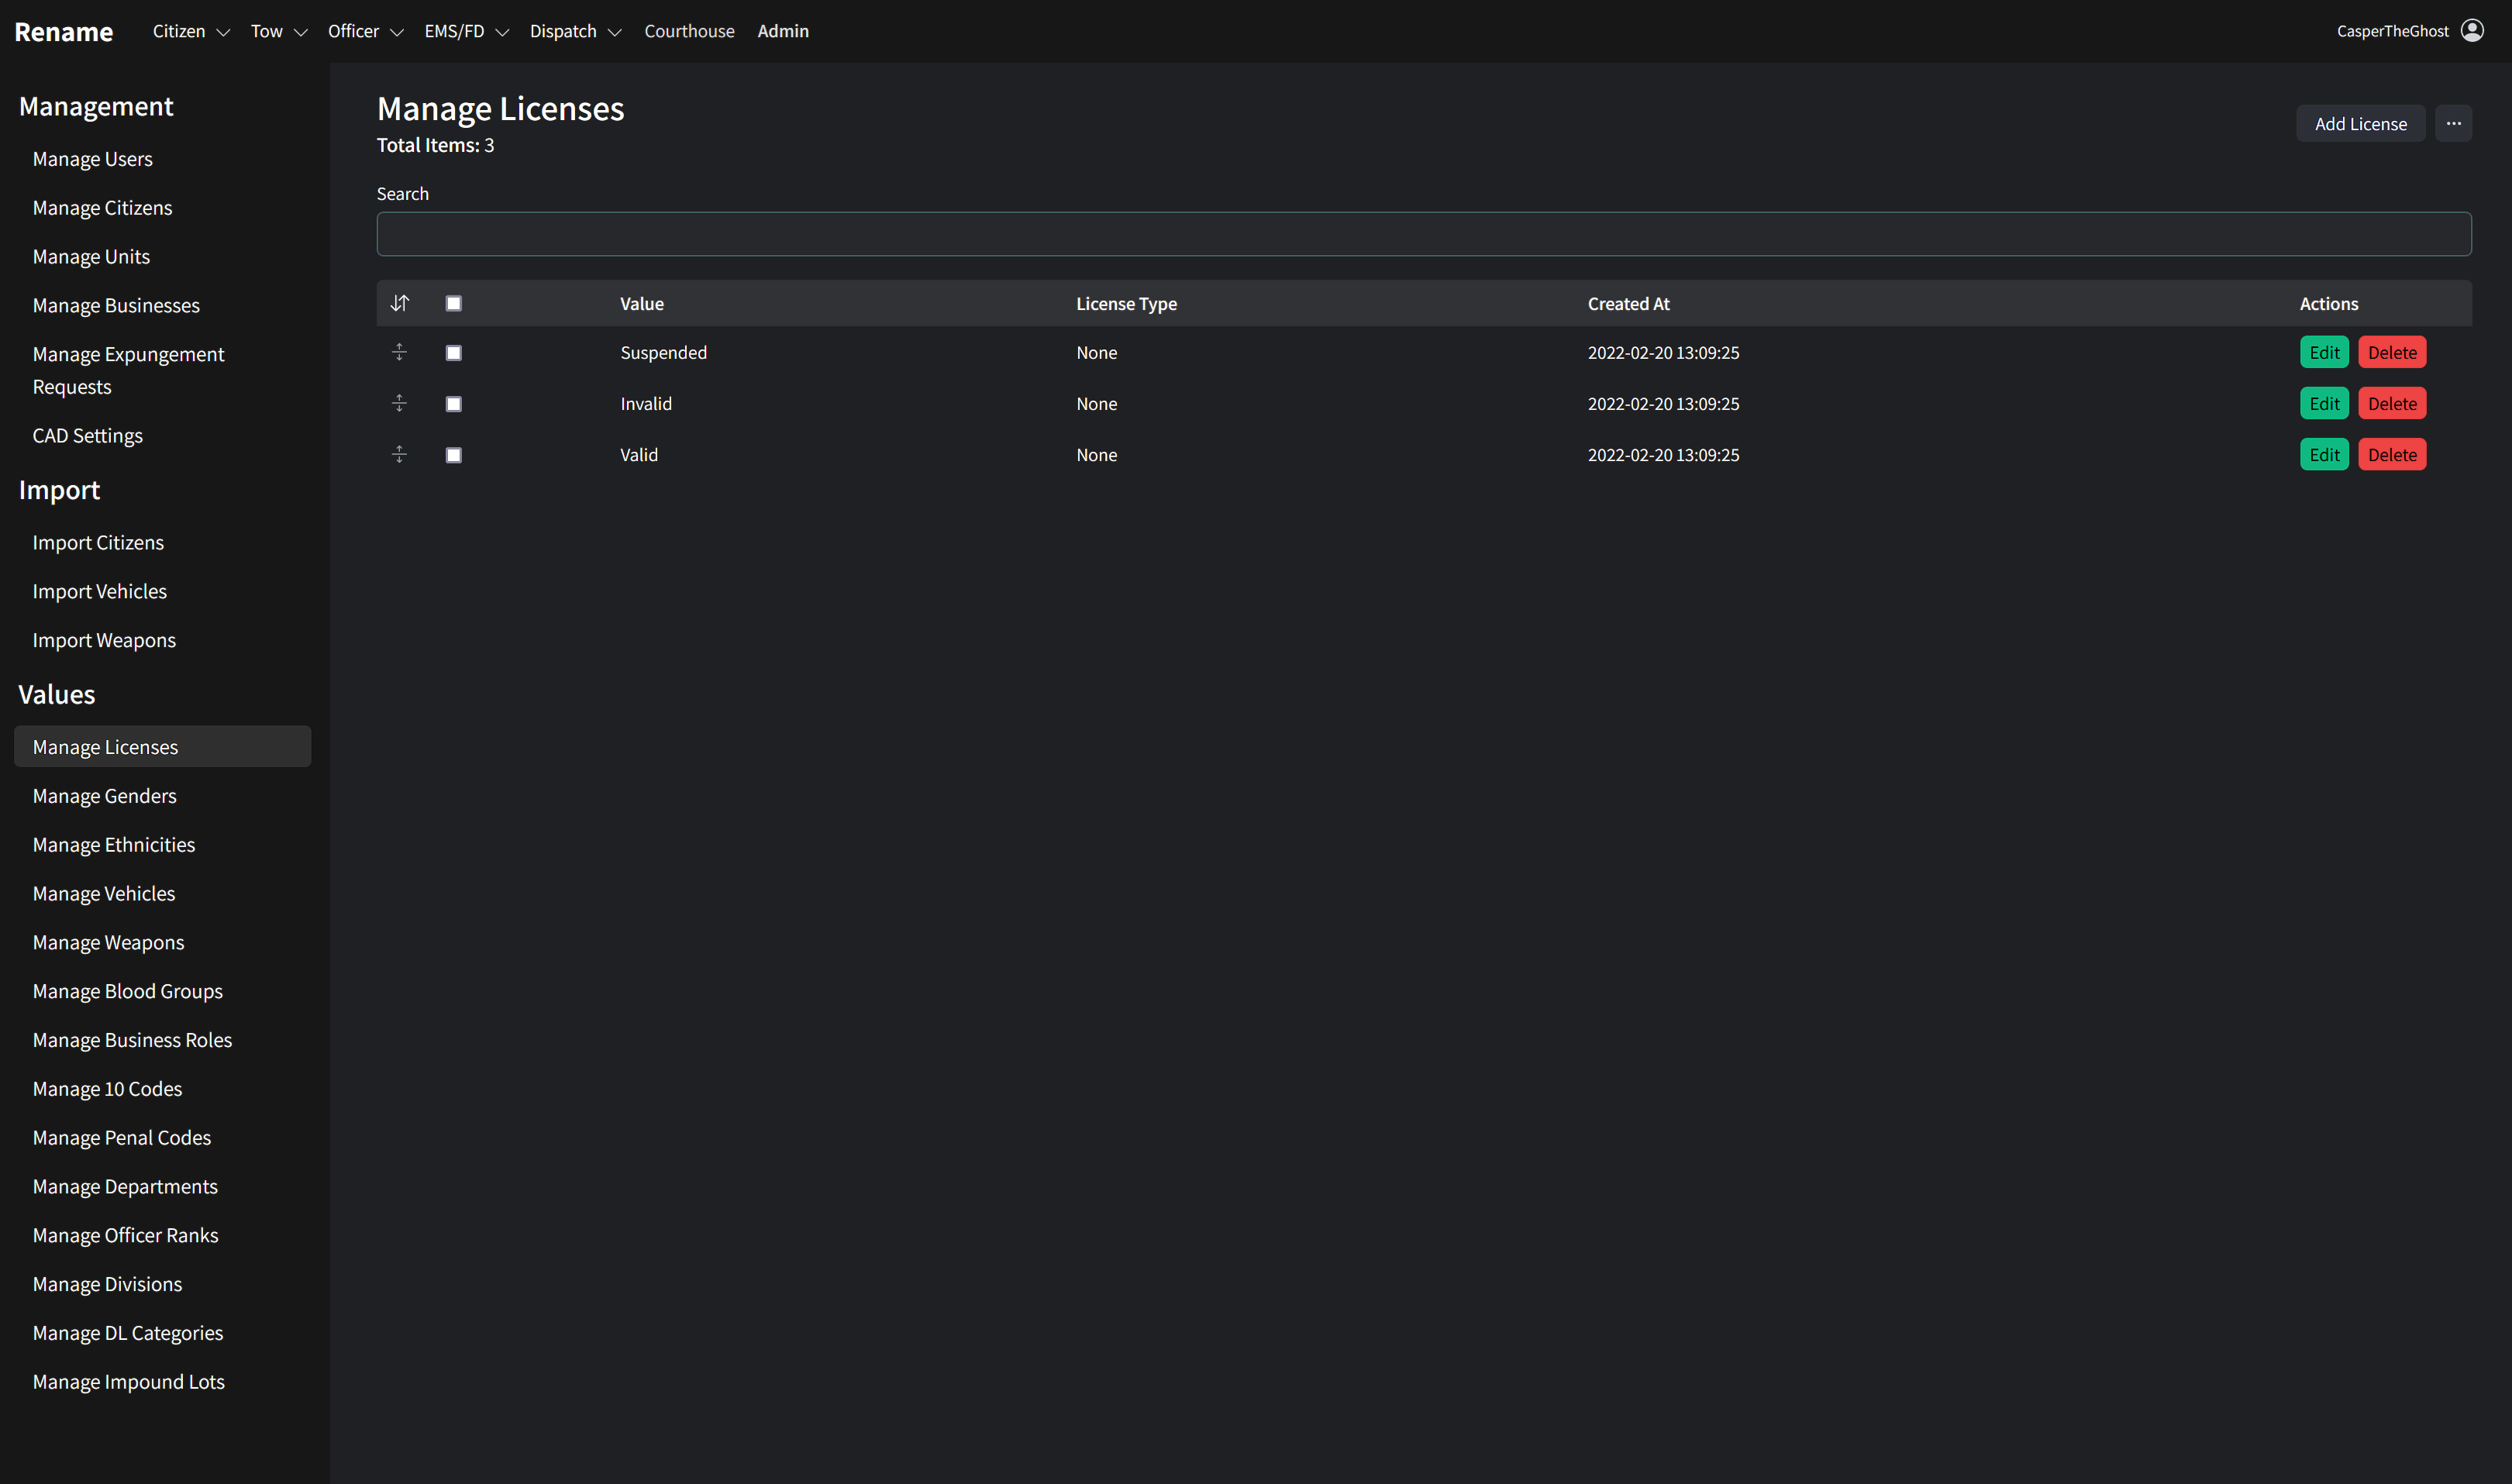 Rename Citizen Tow Officer EMS/FD Dispatch Courthouse Admin CasperTheGhost
Management
Manage Users
Manage Citizens
Manage Units
Manage Businesses
Manage Expungement
Requests
CAD Settings
Import
Import Citizens
Import Vehicles
Import Weapons
Values
Manage Licenses
Manage Genders
Manage Ethnicities
Manage Vehicles
Manage Weapons
Manage Blood Groups
Manage Business Roles
Manage 10 Codes
Manage Penal Codes
Manage Departments
Manage Officer Ranks
Manage Divisions
Manage DL Categories
Manage Impound Lots
Manage Licenses
Total Items: 3
Add License ...
Search
Value License Type Created At Actions
Suspended None 2022-02-20 13:09:25 Edit Delete
Invalid None 2022-02-20 13:09:25 Edit Delete
Valid None 2022-02-20 13:09:25 Edit Delete